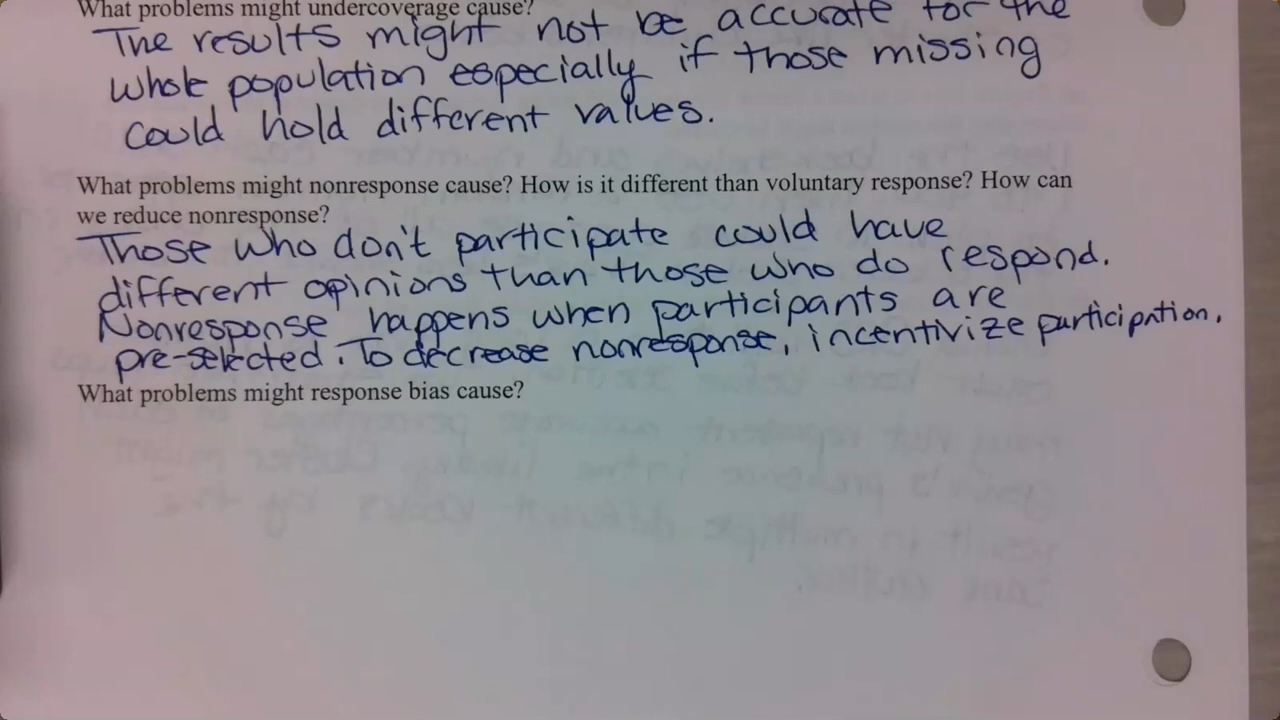 What problems might undercoverage cause?
The results might not be accurate for the
whole population especially if those missing
could hold different values.
What problems might nonresponse cause? How is it different than voluntary response? How can
we reduce nonresponse?
Those who don't participate could have
different opinions than those who do respond.
Nonresponse happens when participants are
pre-selected. To decrease nonresponse, incentivize participation.
What problems might response bias cause?